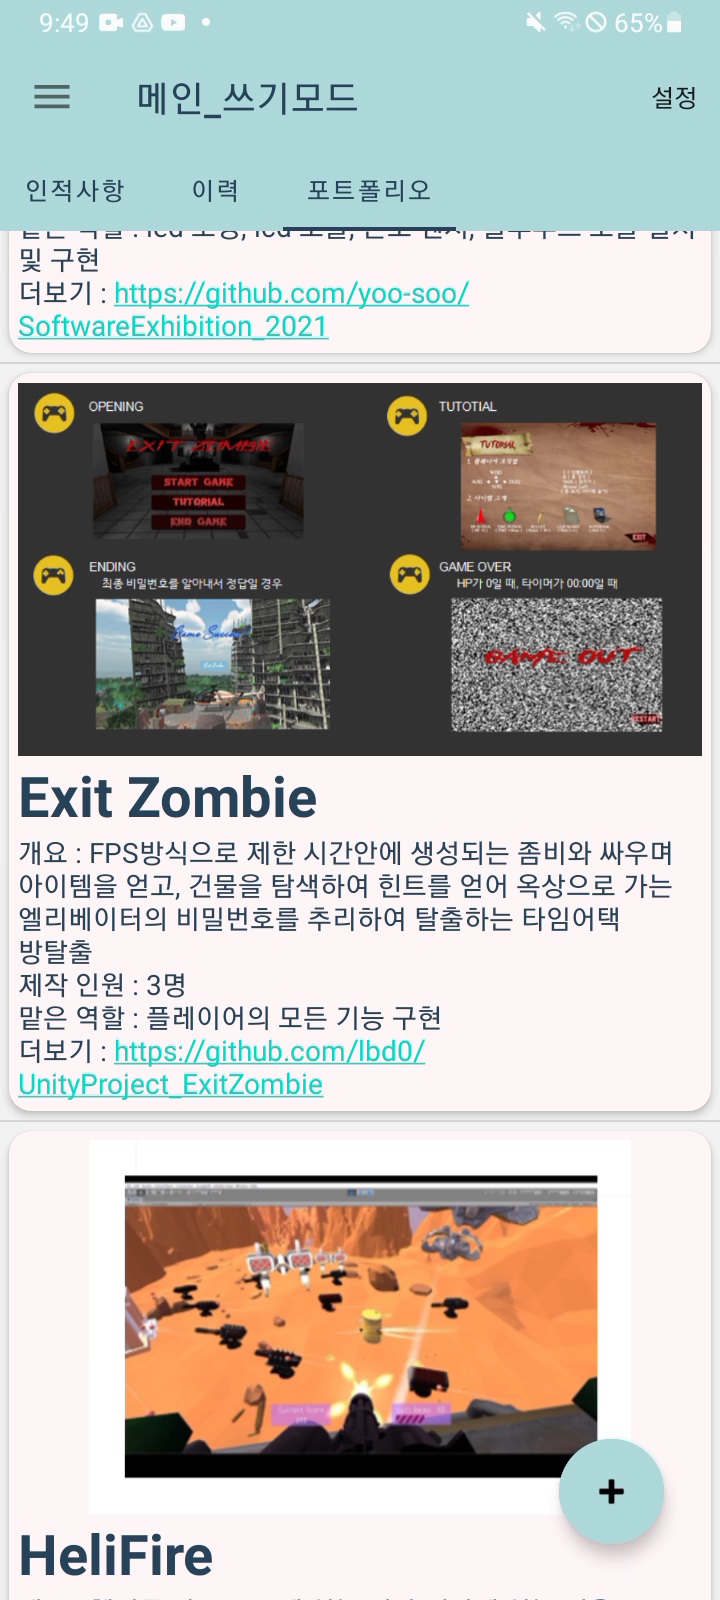 9:49
65%
메인_쓰기모드
설정
인적사항
이력
포트폴리오
및 구현
더보기 : https://github.com/yoo-soo/
SoftwareExhibition_2021
OPENING
TUTOTIAL
EXIT ZOMBIE
START GAME
TUTORIAL
END GAME
TUTORIAL
EXIT
ENDING
최종 비밀번호를 알아내서 정답일 경우
GAME OVER
HP가 0일 때, 타이머가 00:00일 때
GAME OUT
Exit Zombie
개요 : FPS방식으로 제한 시간안에 생성되는 좀비와 싸우며
아이템을 얻고, 건물을 탐색하여 힌트를 얻어 옥상으로 가는
엘리베이터의 비밀번호를 추리하여 탈출하는 타임어택
방탈출
제작 인원 : 3명
맡은 역할 : 플레이어의 모든 기능 구현
더보기 : https://github.com/lbd0/
UnityProject_ExitZombie
HeliFire